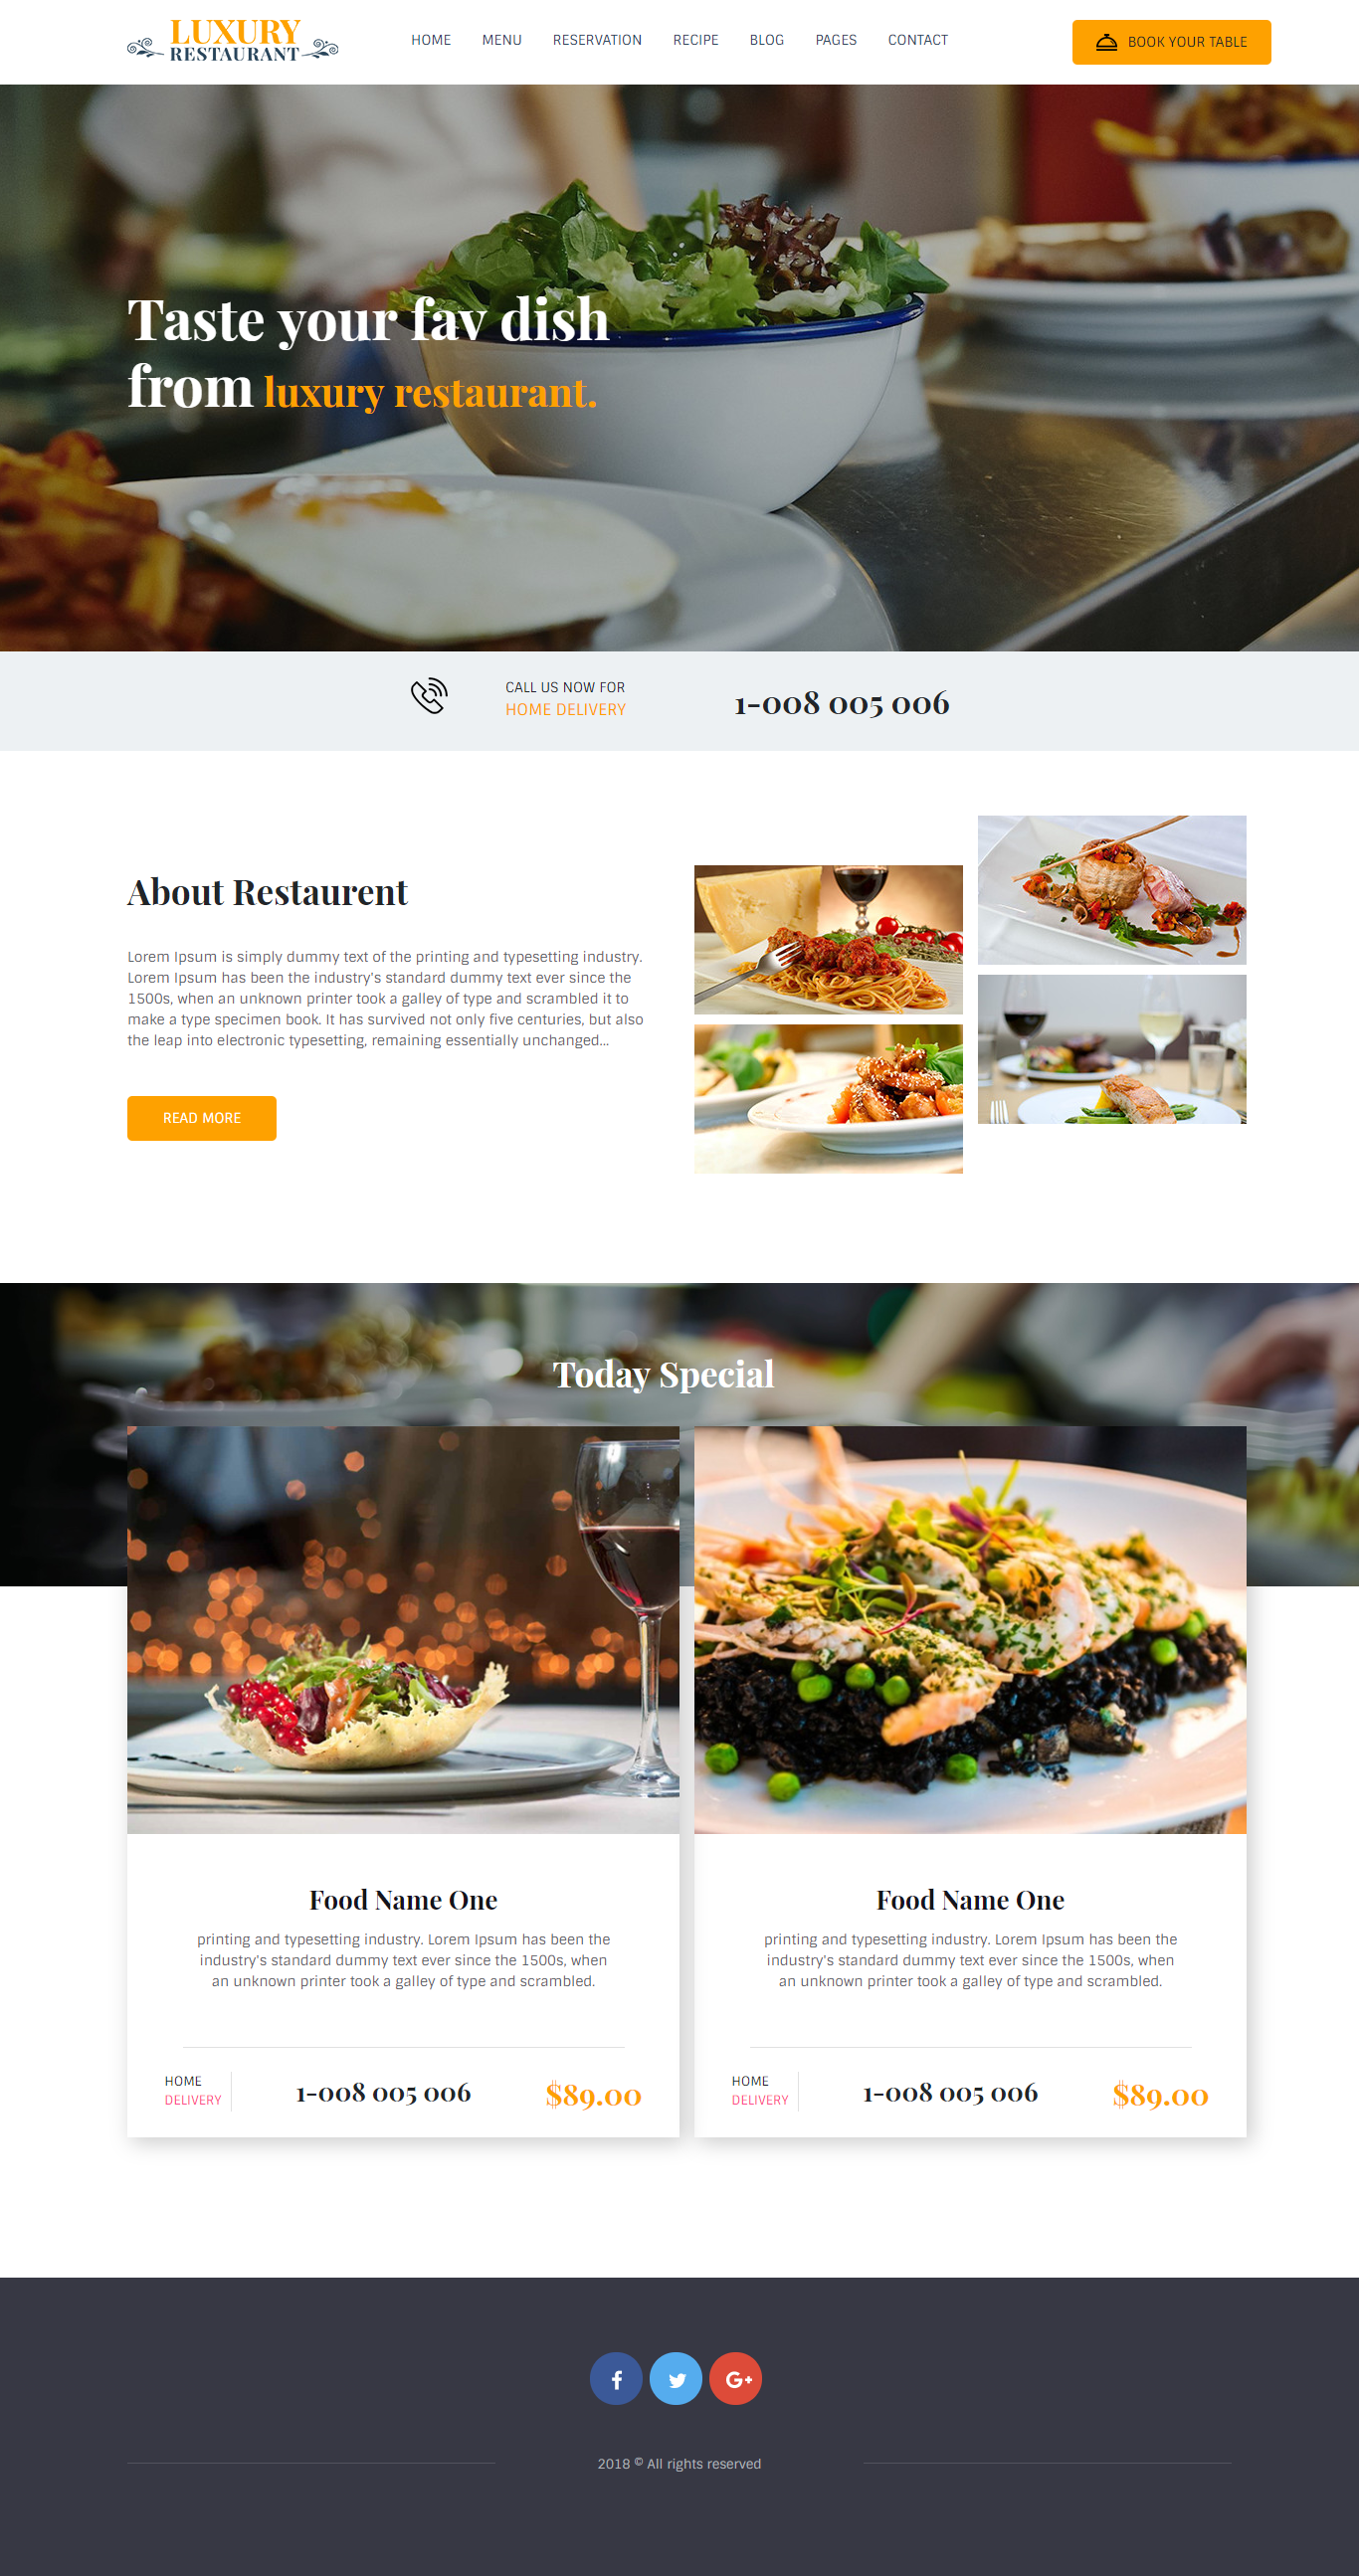 LUXURY
RESTAURANT
HOME MENU RESERVATION RECIPE BLOG PAGES CONTACT
BOOK YOUR TABLE
Taste your fav dish
from luxury restaurant.
CALL US NOW FOR
HOME DELIVERY
1-008 005 006
About Restaurent
Lorem Ipsum is simply dummy text of the printing and typesetting industry.
Lorem Ipsum has been the industry's standard dummy text ever since the
1500s, when an unknown printer took a galley of type and scrambled it to
make a type specimen book. It has survived not only five centuries, but also
the leap into electronic typesetting, remaining essentially unchanged...
READ MORE
Today Special
Food Name One
printing and typesetting industry. Lorem Ipsum has been the
industry's standard dummy text ever since the 1500s, when
an unknown printer took a galley of type and scrambled.
HOME
DELIVERY
1-008 005 006
$89.00
Food Name One
printing and typesetting industry. Lorem Ipsum has been the
industry's standard dummy text ever since the 1500s, when
an unknown printer took a galley of type and scrambled.
HOME
DELIVERY
1-008 005 006
$89.00
2018 © All rights reserved